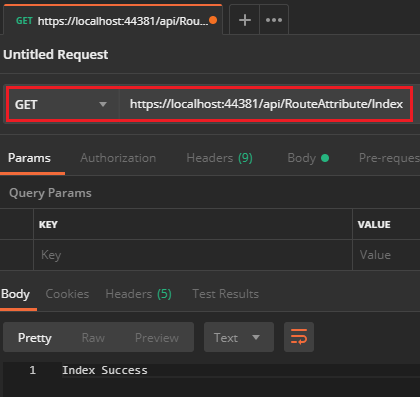 GET https://localhost:44381/api/Rou...
+ •••
Untitled Request
GET https://localhost:44381/api/RouteAttribute/Index
Params Authorization Headers (9) Body Pre-reques
Query Params
KEY VALUE
Key Value
Body Cookies Headers (5) Test Results
Pretty Raw Preview Text
1 Index Success